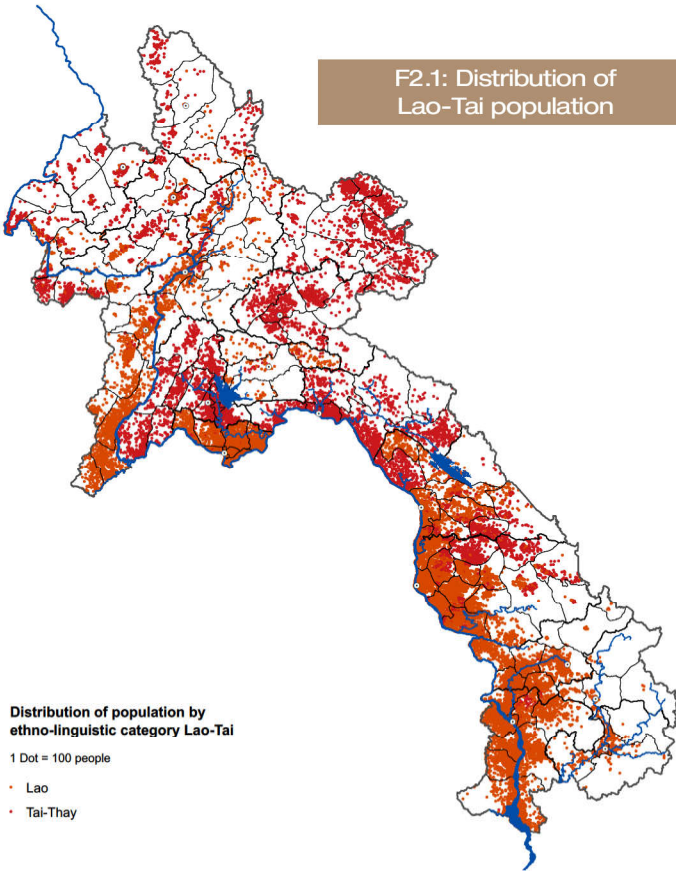 F2.1: Distribution of
Lao-Tai population
Distribution of population by
ethno-linguistic category Lao-Tai
1 Dot = 100 people
Lao
Tai-Thay